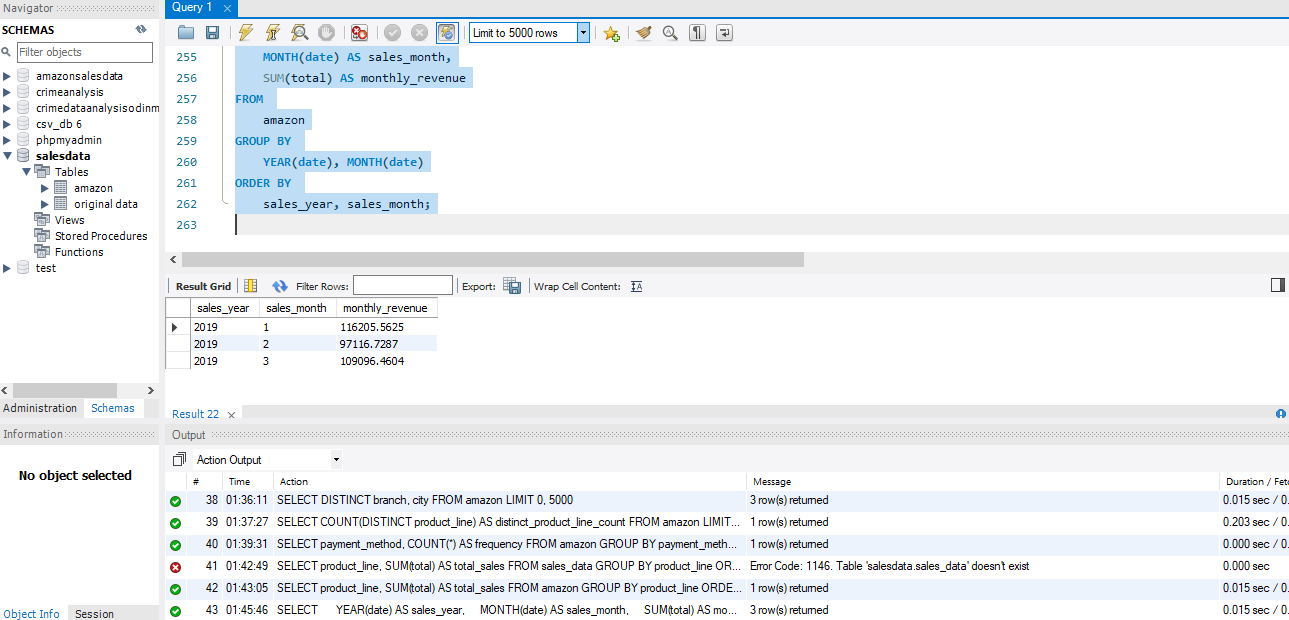 Navigator
Query 1
SCHEMAS
Filter objects
Limit to 5000 rows
amazonsalesdata
crimeanalysis
crimedataanalysisodinm
csv_db 6
phpmyadmin
salesdata
Tables
amazon
original data
Views
Stored Procedures
Functions
test
255 MONTH(date) AS sales_month,
256 SUM(total) AS monthly_revenue
257 FROM
258 amazon
259 GROUP BY
260 YEAR(date), MONTH(date)
261 ORDER BY
262 sales_year, sales_month;
263
Result Grid Filter Rows: Export: Wrap Cell Content:
sales_year sales_month monthly_revenue
2019 1 116205.5625
2019 2 97116.7287
2019 3 109096.4604
Administration Schemas
Result 22
Information
Output
No object selected
Action Output
# Time Action Message Duration / Fetc
38 01:36:11 SELECT DISTINCT branch, city FROM amazon LIMIT 0, 5000 3 row(s) returned 0.015 sec / 0.
39 01:37:27 SELECT COUNT(DISTINCT product_line) AS distinct_product_line_count FROM amazon LIMIT... 1 row(s) returned 0.203 sec / 0.
40 01:39:31 SELECT payment_method, COUNT(*) AS frequency FROM amazon GROUP BY payment_meth... 1 row(s) returned 0.000 sec / 0.
41 01:42:49 SELECT product_line, SUM(total) AS total_sales FROM sales_data GROUP BY product_line OR... Error Code: 1146. Table 'salesdata.sales_data' doesn't exist 0.000 sec
42 01:43:05 SELECT product_line, SUM(total) AS total_sales FROM amazon GROUP BY product_line ORDE... 1 row(s) returned 0.015 sec / 0.
43 01:45:46 SELECT YEAR(date) AS sales_year, MONTH(date) AS sales_month, SUM(total) AS mo... 3 row(s) returned 0.015 sec / 0.
Object Info Session